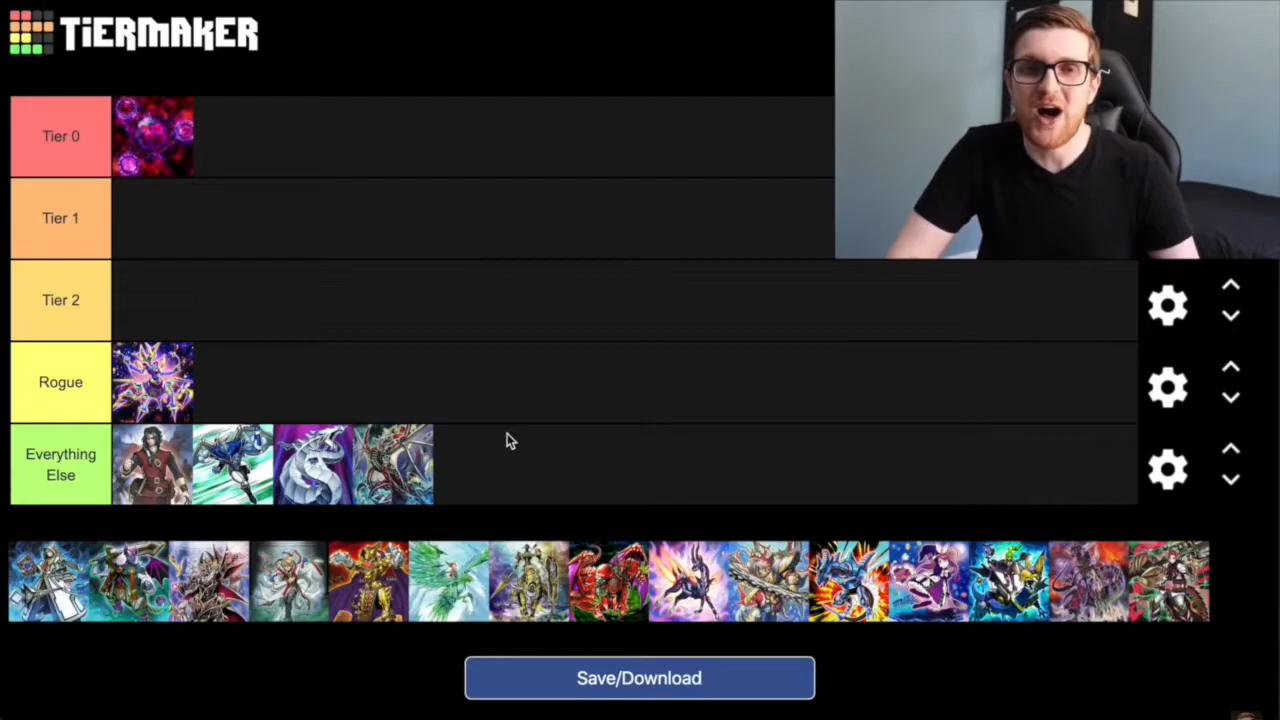 TiERMAKER
Tier 0
Tier 1
Tier 2
Rogue
Everything
Else
Save/Download